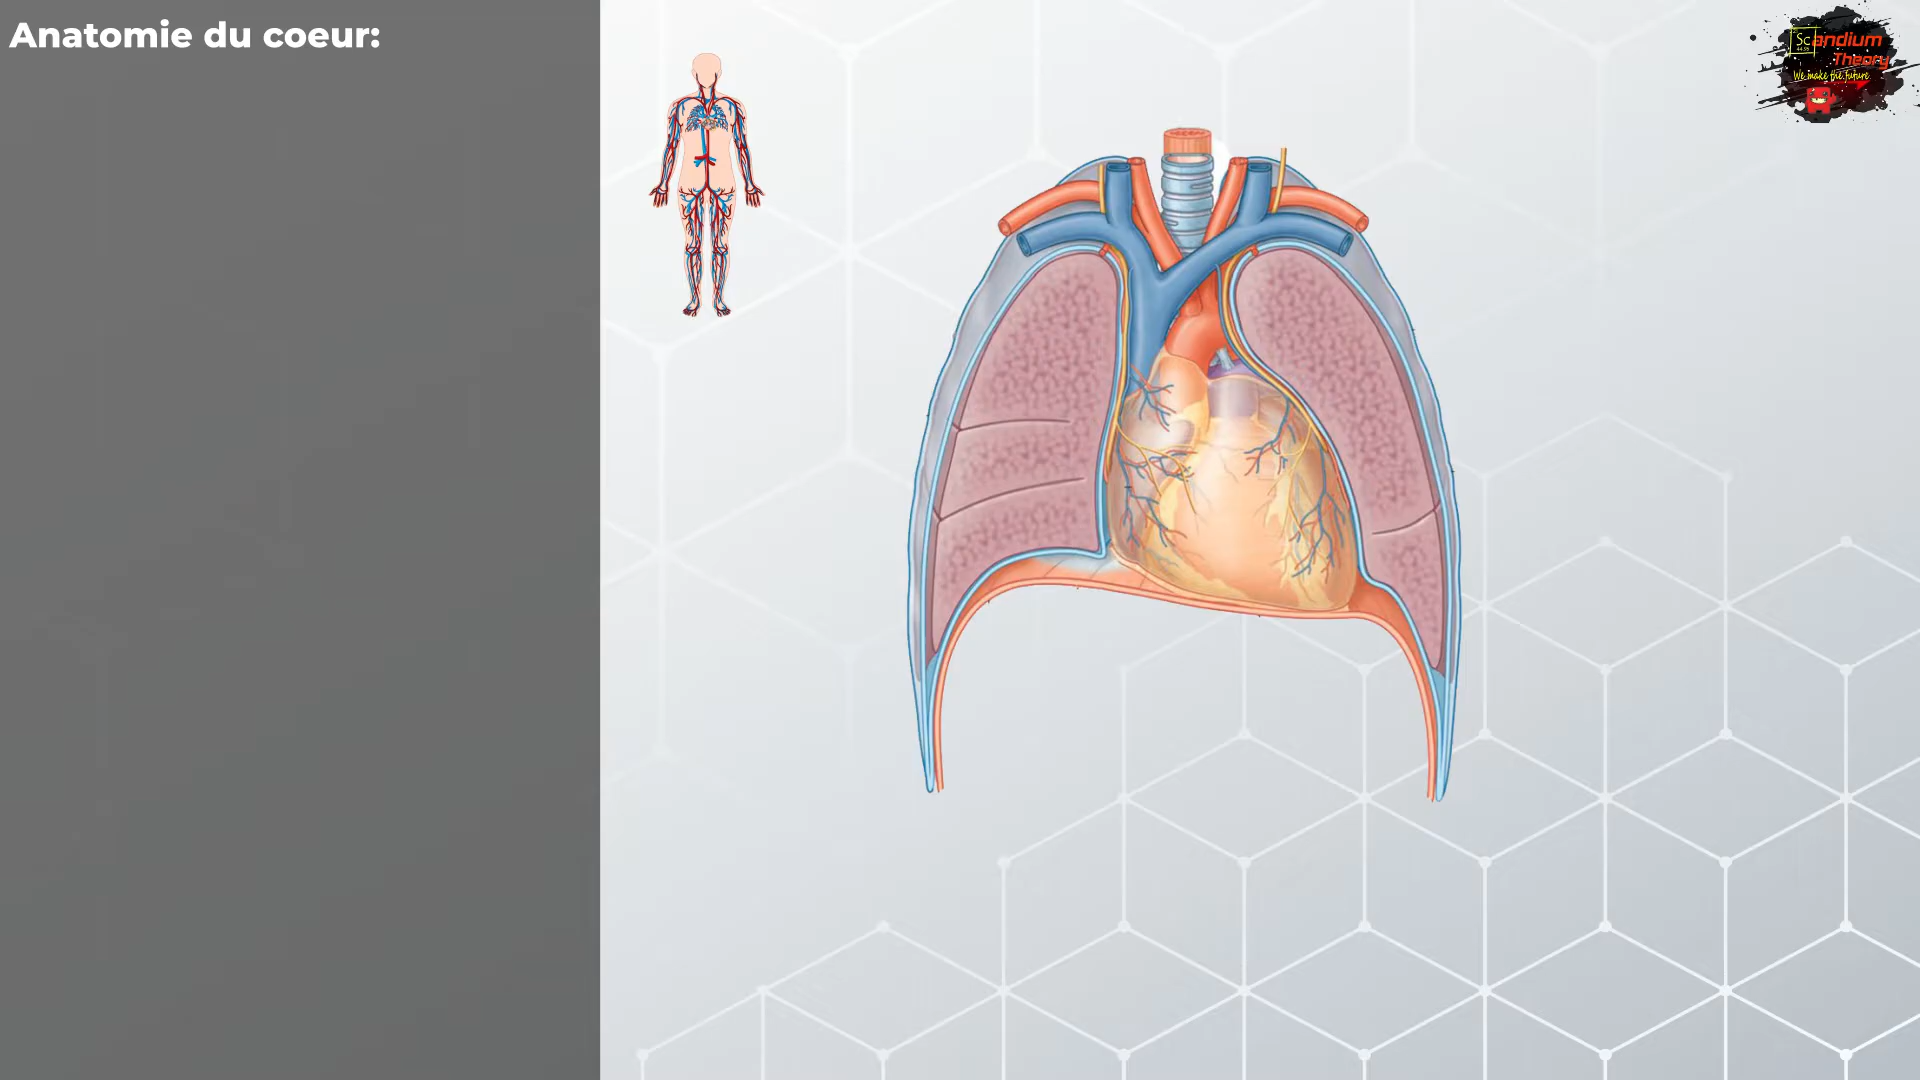 Anatomie du coeur:
Scandium
Theory
We make the future